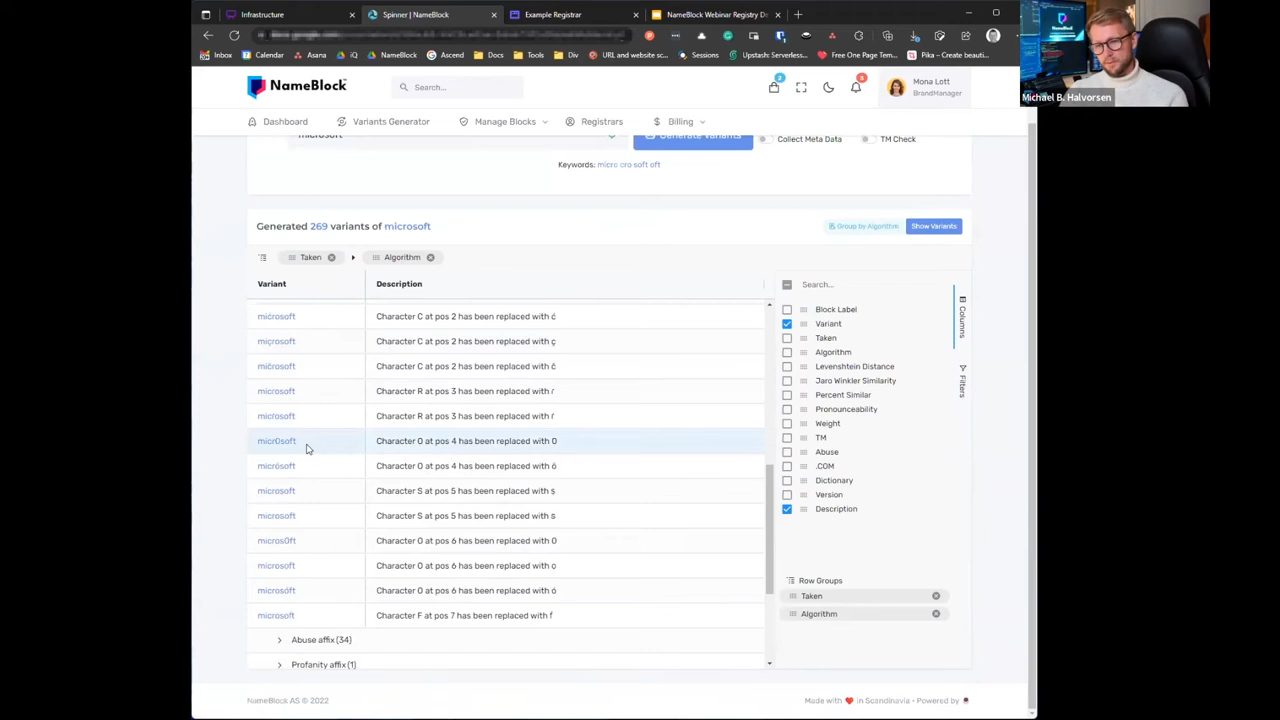 Infrastructure
Spinner | NameBlock
Example Registrar
NameBlock Webinar Registry De
Inbox Calendar Asana NameBlock Ascend Docs Tools Div. URL and website sc... Sessions Upstash: Serverless... Free One Page Temp... Pika – Create beauti...
Michael B. Halvorsen
NameBlock
Search...
2
3
Mona Lott
BrandManager
Dashboard Variants Generator Manage Blocks Registrars Billing
microsoft
Generate Variants
Collect Meta Data
TM Check
Keywords: micro cro soft oft
Generated 269 variants of microsoft
Group by Algorithm
Show Variants
Taken
Algorithm
Variant Description
mićrosoft Character C at pos 2 has been replaced with ć
miçrosoft Character C at pos 2 has been replaced with ç
Character C at pos 2 has been replaced with
Character R at pos 3 has been replaced with
Character R at pos 3 has been replaced with
micr0soft Character O at pos 4 has been replaced with 0
Character O at pos 4 has been replaced with
Character S at pos 5 has been replaced with
Character S at pos 5 has been replaced with
micros0ft Character O at pos 6 has been replaced with 0
Character O at pos 6 has been replaced with
microsóft Character O at pos 6 has been replaced with ó
Character F at pos 7 has been replaced with
Abuse affix (34)
Profanity affix (1)
Search...
Block Label
Variant
Taken
Algorithm
Levenshtein Distance
Jaro Winkler Similarity
Percent Similar
Pronounceability
Weight
TM
Abuse
.COM
Dictionary
Version
Description
Columns
Filters
Row Groups
Taken
Algorithm
NameBlock AS © 2022
Made with ❤ in Scandinavia • Powered by